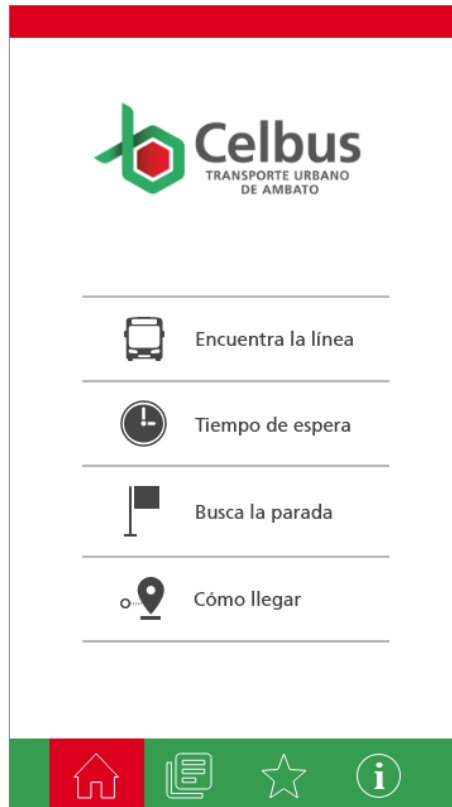 Celbus
TRANSPORTE URBANO
DE AMBATO
Encuentra la línea
Tiempo de espera
Busca la parada
Cómo llegar